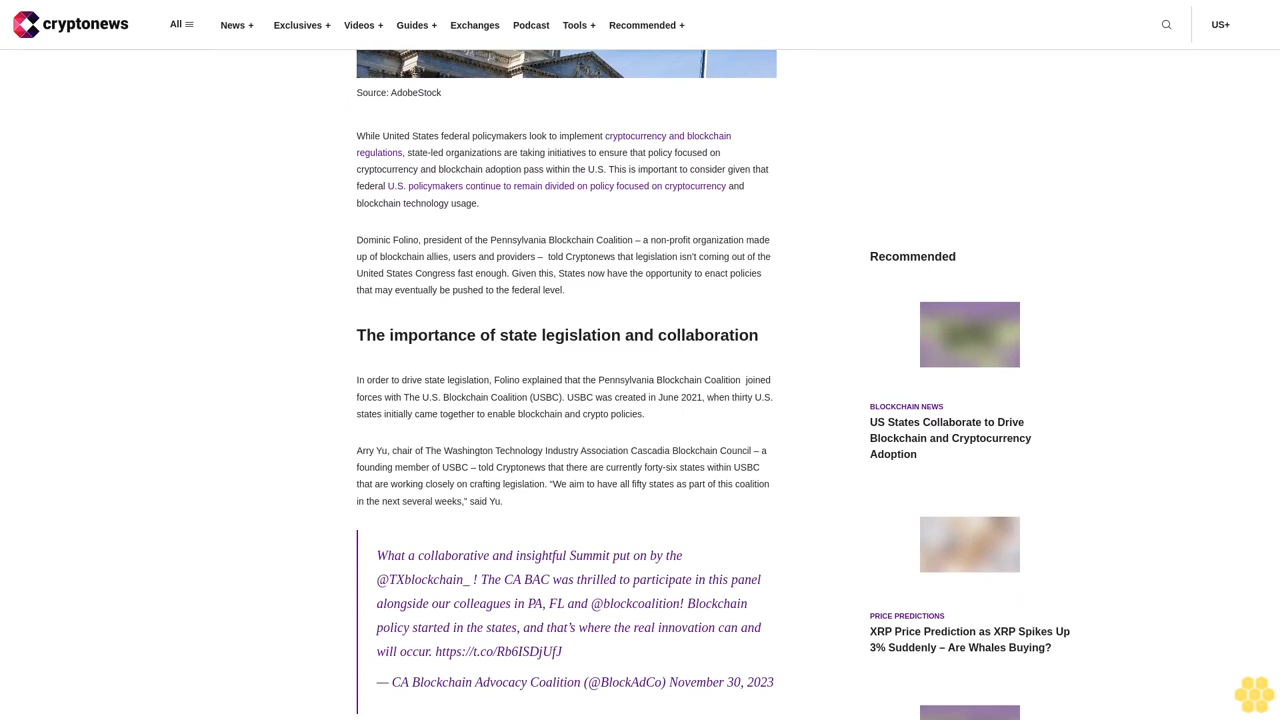 cryptonews
All
News +
Exclusives +
Videos +
Guides +
Exchanges
Podcast
Tools +
Recommended +
US+
Source: AdobeStock
While United States federal policymakers look to implement cryptocurrency and blockchain
regulations, state-led organizations are taking initiatives to ensure that policy focused on
cryptocurrency and blockchain adoption pass within the U.S. This is important to consider given that
federal U.S. policymakers continue to remain divided on policy focused on cryptocurrency and
blockchain technology usage.
Dominic Folino, president of the Pennsylvania Blockchain Coalition – a non-profit organization made
up of blockchain allies, users and providers –  told Cryptonews that legislation isn’t coming out of the
United States Congress fast enough. Given this, States now have the opportunity to enact policies
that may eventually be pushed to the federal level.
The importance of state legislation and collaboration
In order to drive state legislation, Folino explained that the Pennsylvania Blockchain Coalition  joined
forces with The U.S. Blockchain Coalition (USBC). USBC was created in June 2021, when thirty U.S.
states initially came together to enable blockchain and crypto policies.
Arry Yu, chair of The Washington Technology Industry Association Cascadia Blockchain Council – a
founding member of USBC – told Cryptonews that there are currently forty-six states within USBC
that are working closely on crafting legislation. “We aim to have all fifty states as part of this coalition
in the next several weeks,” said Yu.
What a collaborative and insightful Summit put on by the
@TXblockchain_ ! The CA BAC was thrilled to participate in this panel
alongside our colleagues in PA, FL and @blockcoalition! Blockchain
policy started in the states, and that’s where the real innovation can and
will occur. https://t.co/Rb6ISDjUfJ
— CA Blockchain Advocacy Coalition (@BlockAdCo) November 30, 2023
Recommended
BLOCKCHAIN NEWS
US States Collaborate to Drive
Blockchain and Cryptocurrency
Adoption
PRICE PREDICTIONS
XRP Price Prediction as XRP Spikes Up
3% Suddenly – Are Whales Buying?